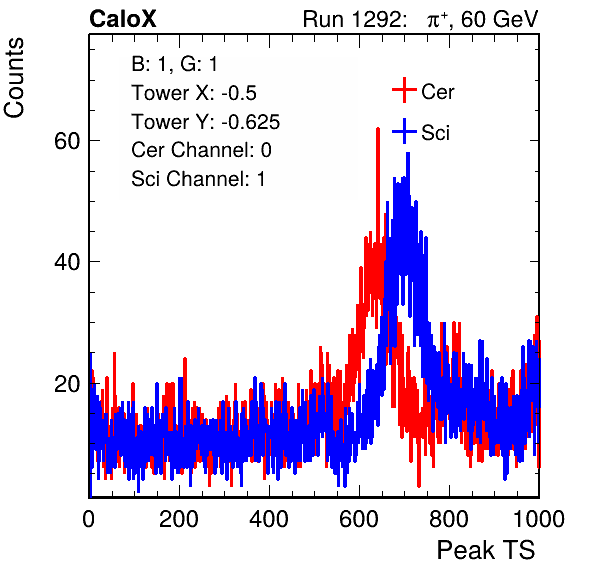 CaloX Run 1292: π+, 60 GeV
Counts
B: 1, G: 1
Tower X: -0.5
Tower Y: -0.625
Cer Channel: 0
Sci Channel: 1
Cer
Sci
60
40
20
0 200 400 600 800 1000
Peak TS